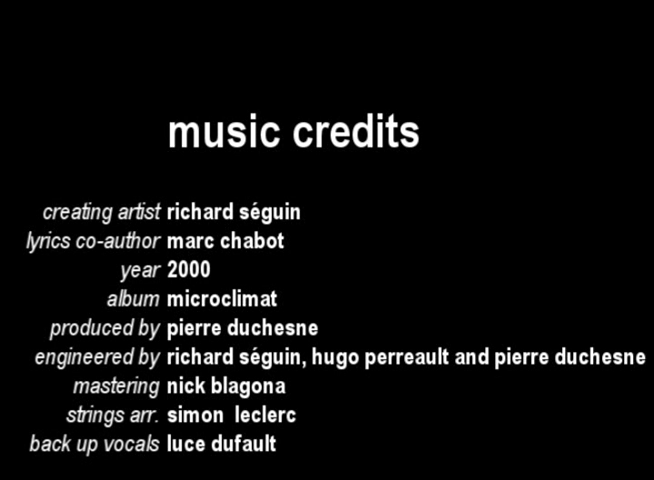 music credits
creating artist richard séguin
lyrics co-author marc chabot
year 2000
album microclimat
produced by pierre duchesne
engineered by richard séguin, hugo perreault and pierre duchesne
mastering nick blagona
strings arr. simon leclerc
back up vocals luce dufault